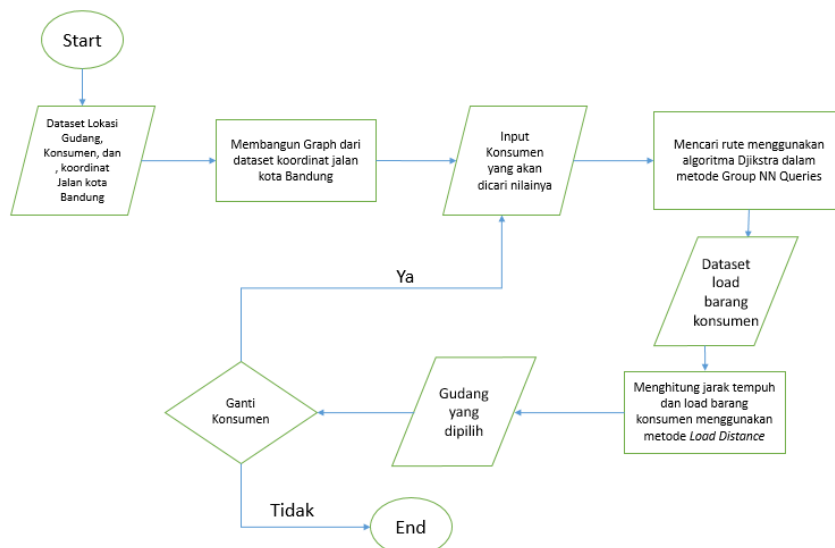 Start
Dataset Lokasi
Gudang,
Konsumen, dan
, koordinat
Jalan kota
Bandung
Membangun Graph dari
dataset koordinat jalan
kota Bandung
Input
Konsumen
yang akan
dicari nilainya
Mencari rute menggunakan
algoritma Djikstra dalam
metode Group NN Queries
Dataset
load
barang
konsumen
Menghitung jarak tempuh
dan load barang
konsumen menggunakan
metode Load Distance
Gudang
yang
dipilih
Ganti
Konsumen
Ya
Tidak
End